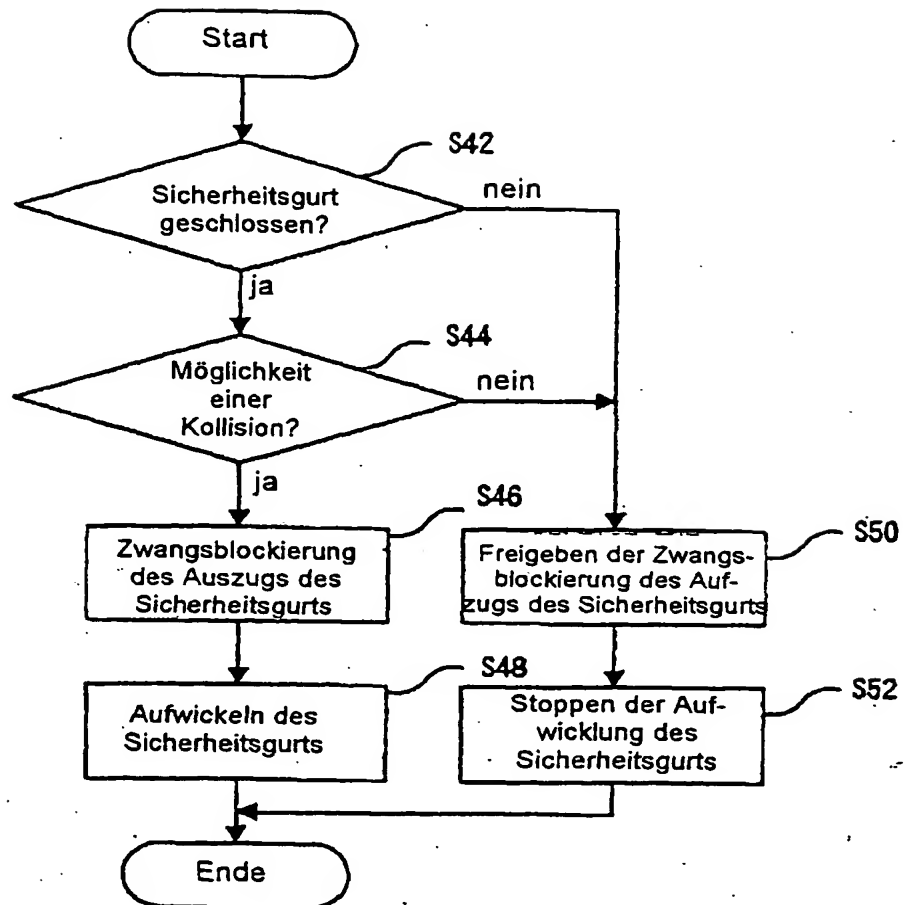 Start
S42
Sicherheitsgurt
geschlossen?
nein
ja
S44
Möglichkeit
einer
Kollision?
nein
ja
S46
Zwangsblockierung
des Auszugs des
Sicherheitsgurts
S50
Freigeben der Zwangs-
blockierung des Auf-
zugs des Sicherheitsgurts
S48
Aufwickeln des
Sicherheitsgurts
S52
Stoppen der Auf-
wicklung des
Sicherheitsgurts
Ende